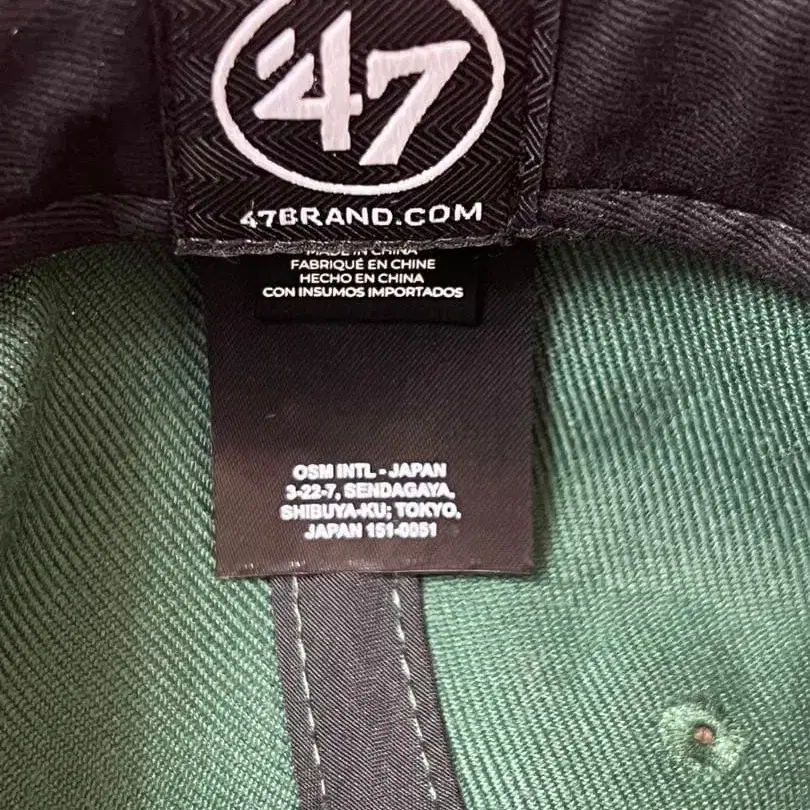 '47
47BRAND.COM
MADE IN CHINA
FABRIQUÉ EN CHINE
HECHO EN CHINA
CON INSUMOS IMPORTADOS
OSM INTL - JAPAN
3-22-7, SENDAGAYA,
SHIBUYA-KU; TOKYO,
JAPAN 151-0051